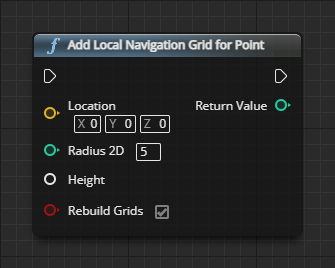 f Add Local Navigation Grid for Point
Location
X 0 Y 0 Z 0
Return Value
Radius 2D 5
Height
Rebuild Grids